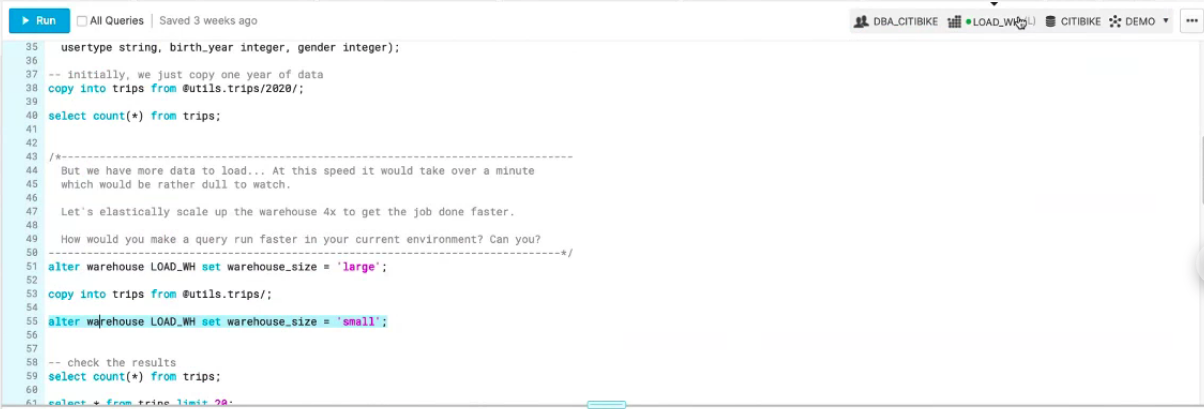 Run All Queries Saved 3 weeks ago DBA_CITIBIKE LOAD_WH CITIBIKE DEMO
35 usertype string, birth_year integer, gender integer);
36
37 -- initially, we just copy one year of data
38 copy into trips from @utils.trips/2020/;
39
40 select count(*) from trips;
41
42
43 /*--------------------------------------------------------------------------------
44 But we have more data to load... At this speed it would take over a minute
45 which would be rather dull to watch.
46
47 Let's elastically scale up the warehouse 4x to get the job done faster.
48
49 How would you make a query run faster in your current environment? Can you?
50 --------------------------------------------------------------------------------*/
51 alter warehouse LOAD_WH set warehouse_size = 'large';
52
53 copy into trips from @utils.trips/;
54
55 alter warehouse LOAD_WH set warehouse_size = 'small';
56
57
58 -- check the results
59 select count(*) from trips;
60
61 select * from trips limit 20;